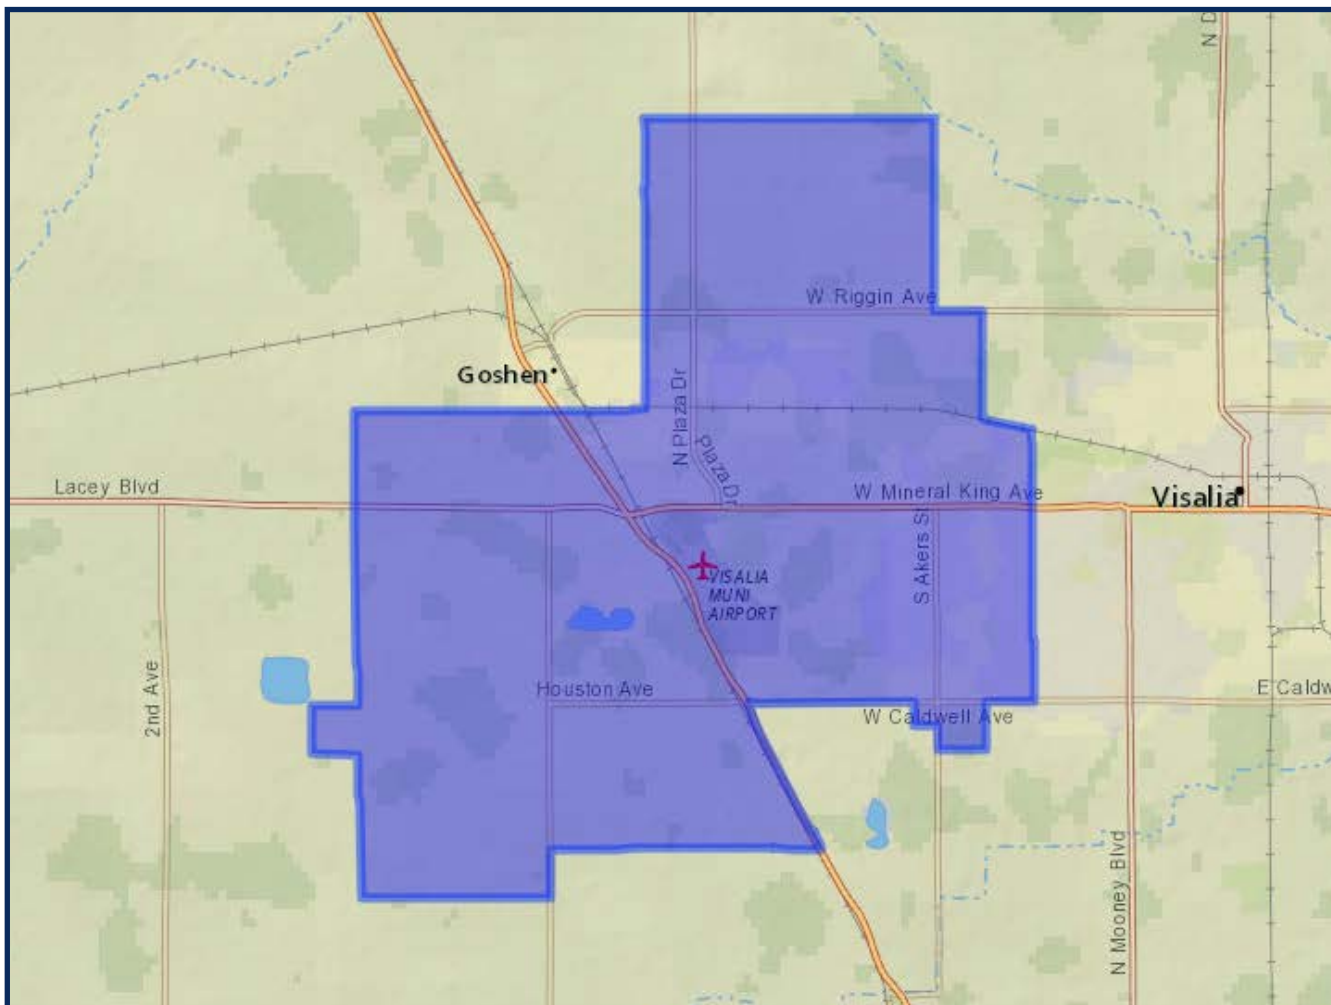 N D
W Riggin Ave
Goshen
N Plaza Dr
Plaza Dr
Lacey Blvd
W Mineral King Ave
Visalia
S Akers St
VISALIA
MUNI
AIRPORT
2nd Ave
Houston Ave
E Caldw
W Caldwell Ave
N Mooney Blvd